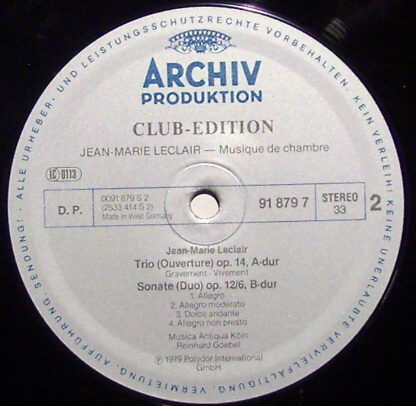 ALLE URHEBER- UND LEISTUNGSSCHUTZRECHTE VORBEHALTEN. KEIN VERLEIH! KEINE UNERLAUBTE VERVIELFÄLTIGUNG, VERMIETUNG, AUFFÜHRUNG, SENDUNG!
ARCHIV
PRODUKTION
CLUB-EDITION
JEAN-MARIE LECLAIR — Musique de chambre
LC 0113
D. P.
0091 879 S 2
(2533 414 S 2)
Made in West Germany
91 879 7
STEREO
33
2
Jean-Marie Leclair
Trio (Ouverture) op. 14, A-dur
Gravement · Vivement
Sonate (Duo) op. 12/6, B-dur
1. Allegro
2. Allegro moderato
3. Dolce andante
4. Allegro non presto
Musica Antiqua Köln
Reinhard Goebel
℗ 1979 Polydor International
GmbH